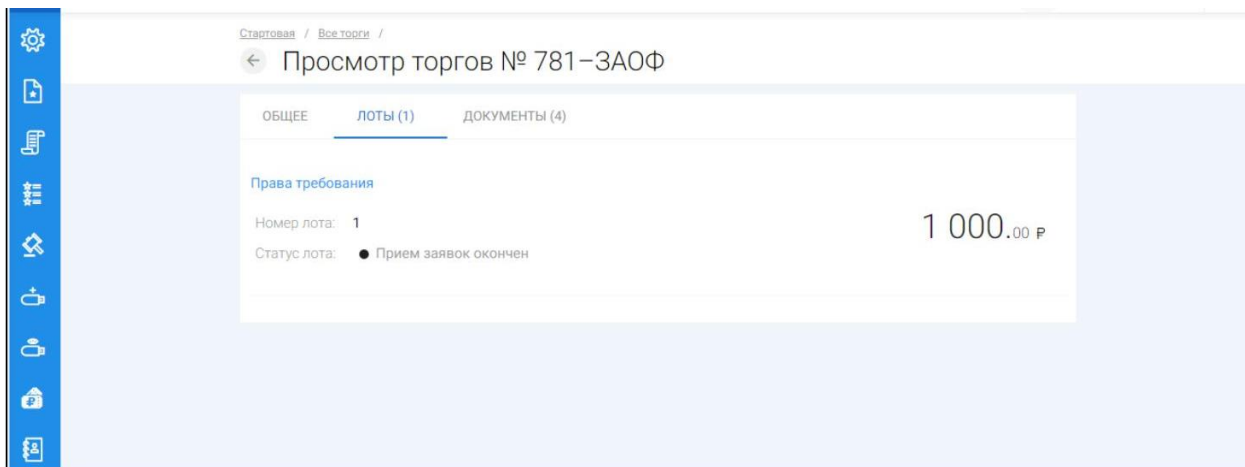 Стартовая / Все торги /
Просмотр торгов № 781-ЗАОФ
ОБЩЕЕ ЛОТЫ (1) ДОКУМЕНТЫ (4)
Права требования
Номер лота: 1
1 000.00 ₽
Статус лота: Прием заявок окончен